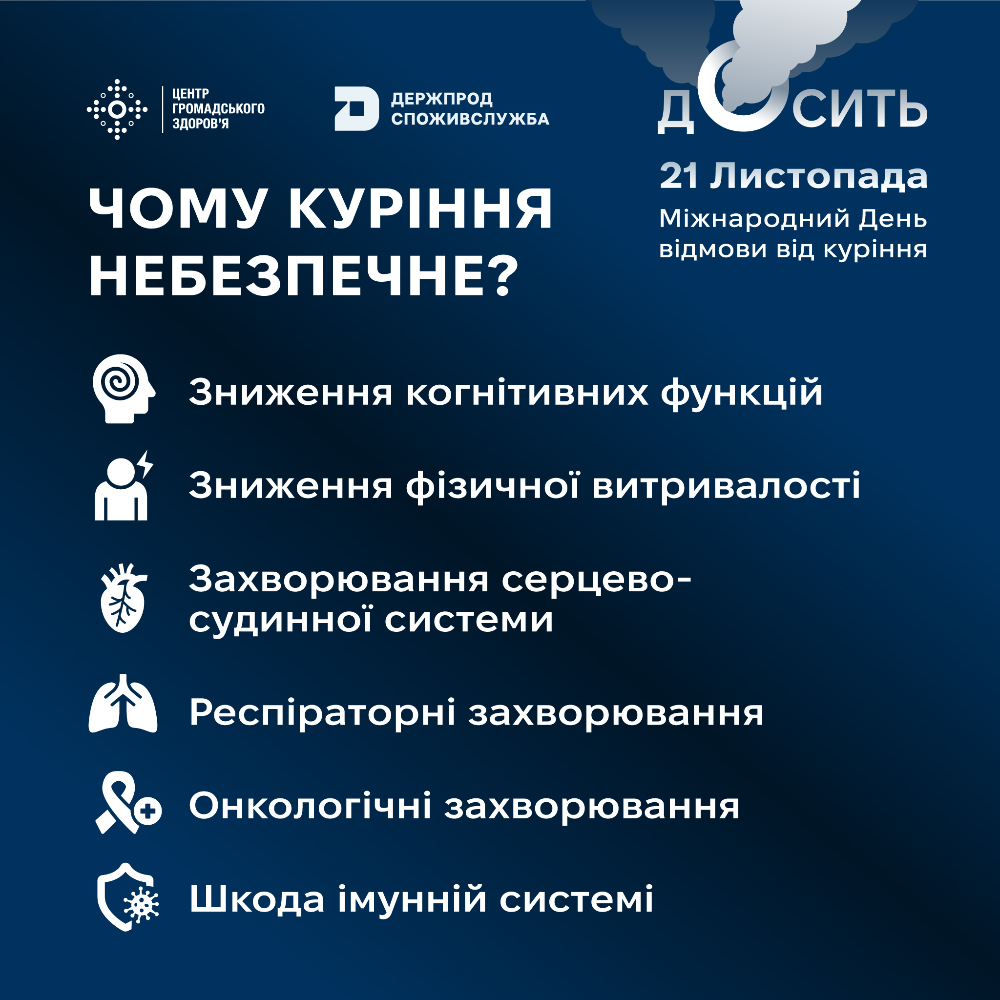 ЦЕНТР
ГРОМАДСЬКОГО
ЗДОРОВ'Я
ДЕРЖПРОД
СПОЖИВСЛУЖБА
ДОСИТЬ
21 Листопада
Міжнародний День
відмови від куріння
ЧОМУ КУРІННЯ
НЕБЕЗПЕЧНЕ?
Зниження когнітивних функцій
Зниження фізичної витривалості
Захворювання серцево-
судинної системи
Респіраторні захворювання
Онкологічні захворювання
Шкода імунній системі